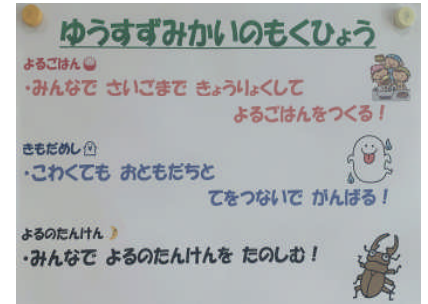 ゆうすずみかいのもくひょう
よるごはん🍚
・みんなで さいごまで きょうりょくして
よるごはんをつくる！
きもだめし👻
・こわくても おともだちと
てをつないで がんばる！
よるのたんけん🌛
・みんなで よるのたんけんを たのしむ！